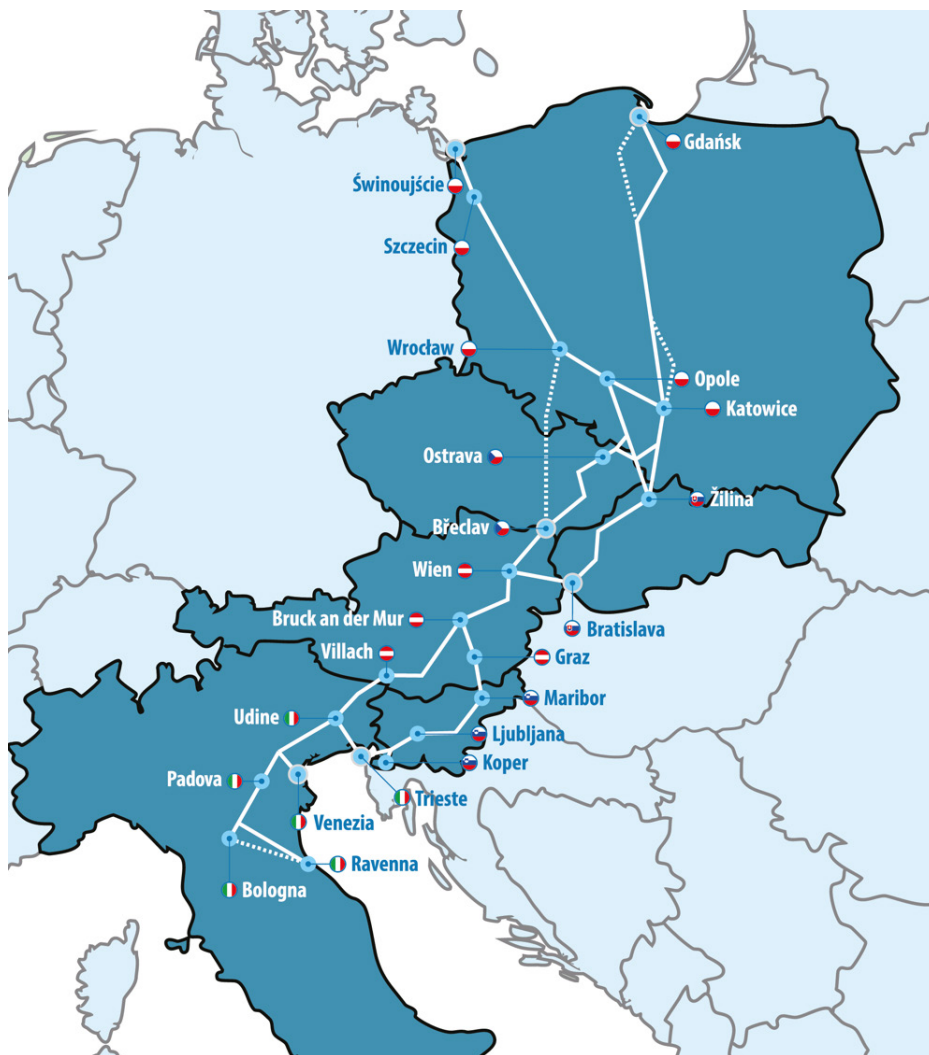 Gdańsk
Świnoujście
Szczecin
Wrocław
Opole
Katowice
Ostrava
Žilina
Břeclav
Wien
Bruck an der Mur
Bratislava
Villach
Graz
Maribor
Udine
Ljubljana
Koper
Padova
Trieste
Venezia
Ravenna
Bologna